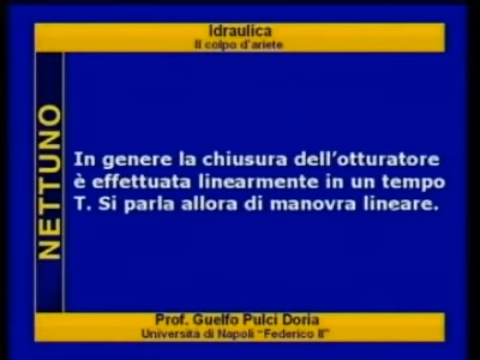 Idraulica
Il colpo d'ariete
NETTUNO
In genere la chiusura dell'otturatore
è effettuata linearmente in un tempo
T. Si parla allora di manovra lineare.
Prof. Guelfo Pulci Doria
Università di Napoli "Federico II"